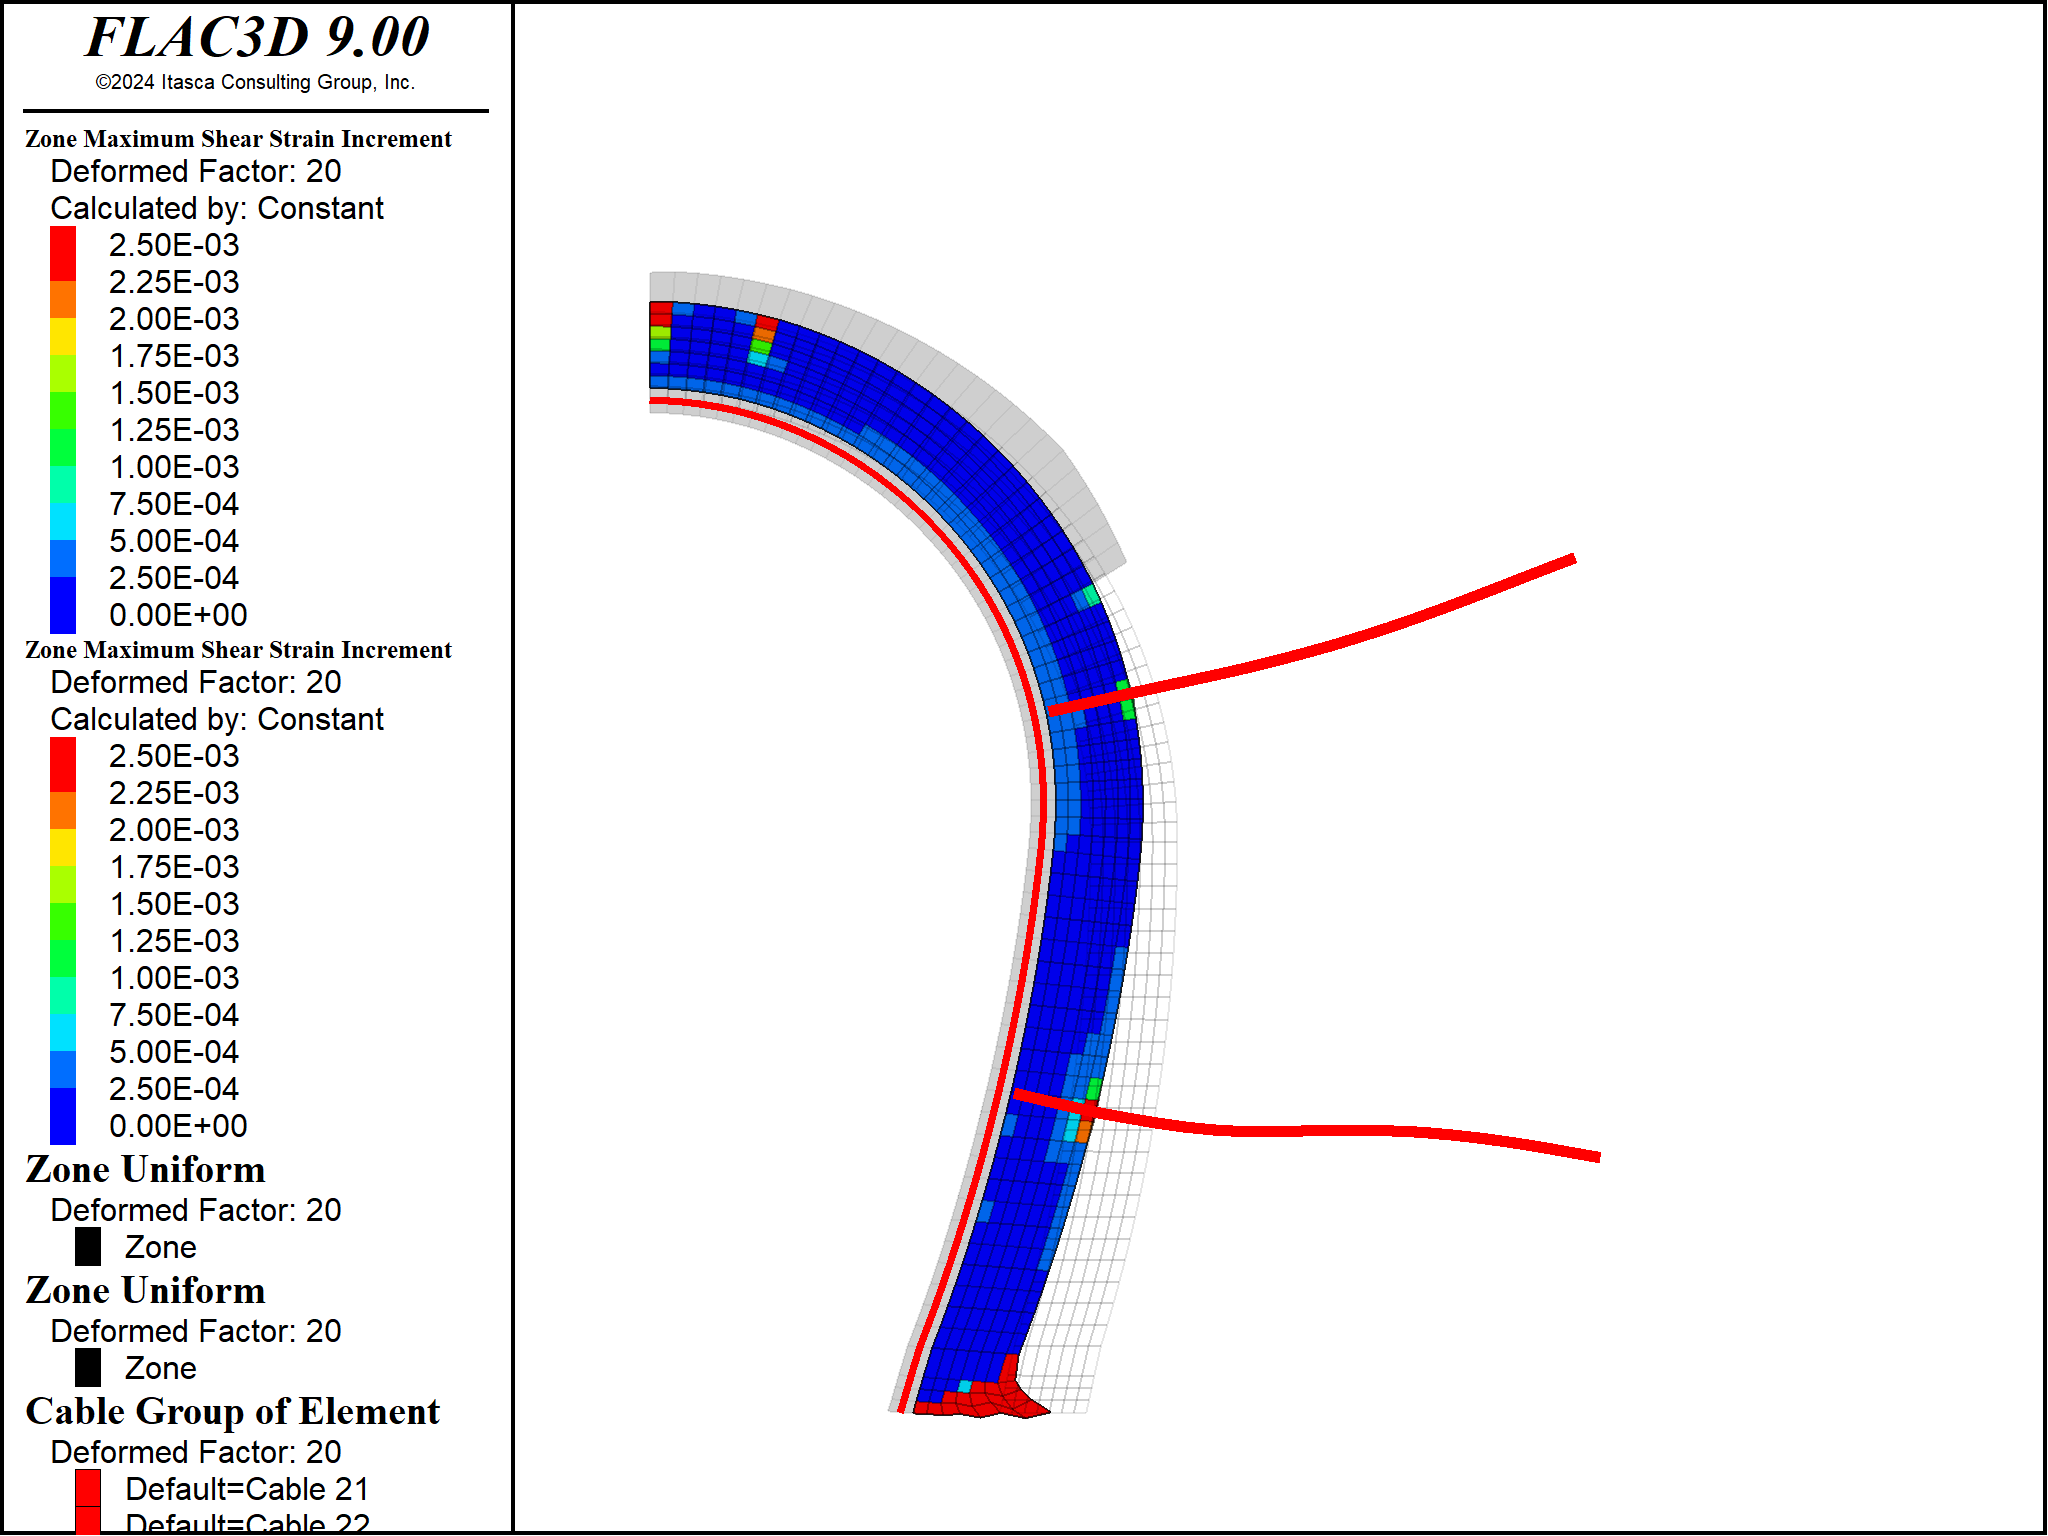 FLAC3D 9.00
©2024 Itasca Consulting Group, Inc.
Zone Maximum Shear Strain Increment
Deformed Factor: 20
Calculated by: Constant
2.50E-03
2.25E-03
2.00E-03
1.75E-03
1.50E-03
1.25E-03
1.00E-03
7.50E-04
5.00E-04
2.50E-04
0.00E+00
Zone Maximum Shear Strain Increment
Deformed Factor: 20
Calculated by: Constant
2.50E-03
2.25E-03
2.00E-03
1.75E-03
1.50E-03
1.25E-03
1.00E-03
7.50E-04
5.00E-04
2.50E-04
0.00E+00
Zone Uniform
Deformed Factor: 20
Zone
Zone Uniform
Deformed Factor: 20
Zone
Cable Group of Element
Deformed Factor: 20
Default=Cable 21
Default=Cable 22